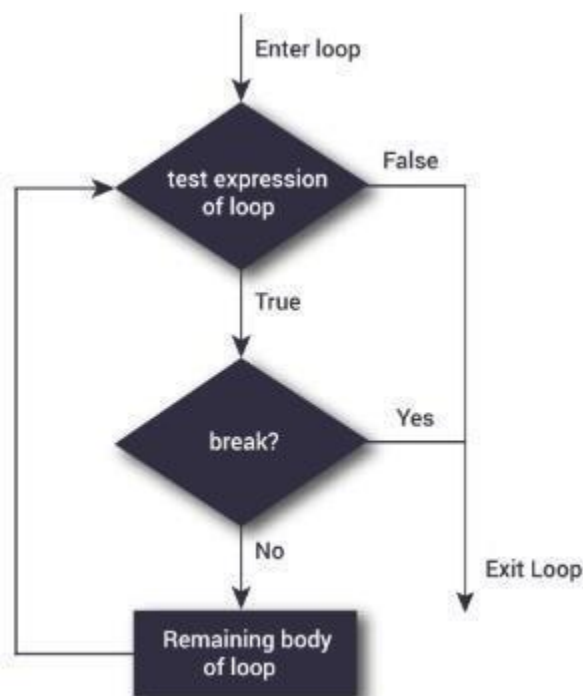 Enter loop
test expression
of loop
False
True
break?
Yes
No
Exit Loop
Remaining body
of loop